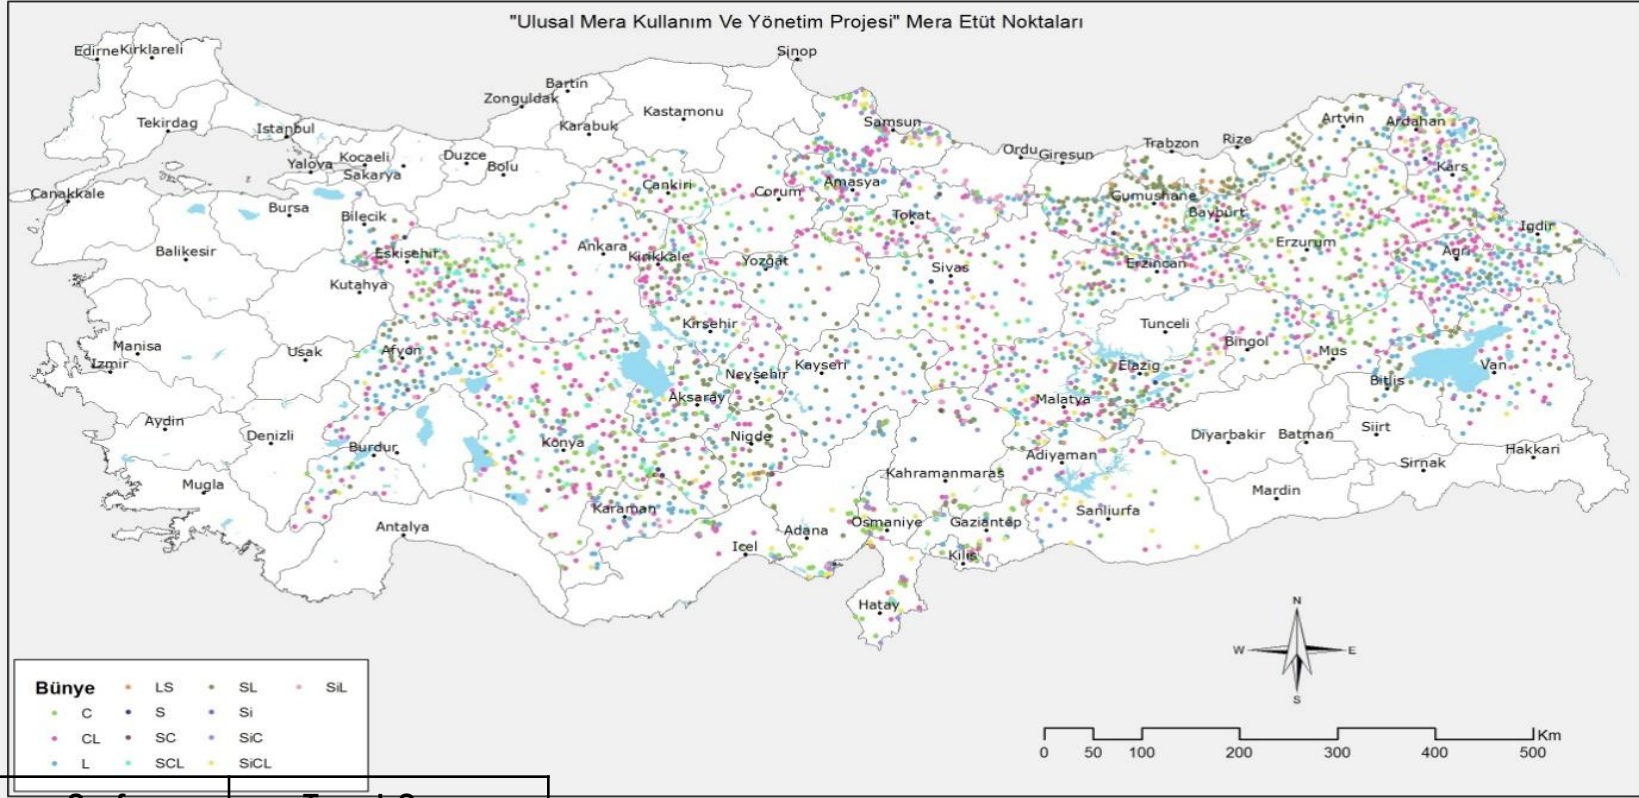 "Ulusal Mera Kullanım Ve Yönetim Projesi" Mera Etüt Noktaları
Sinop
Edirne Kirklareli
Bartin
Zonguldak
Kastamonu
Karabuk
Tekirdag
Istanbul
Samsun
Artvin
Ardahan
Trabzon
Rize
Ordu Giresun
Duzce
Bolu
Yalova
Kocaeli
Sakarya
Kars
Canakkale
Cankiri
Corum
Amasya
Gumushane
Bayburt
Bursa
Bilecik
Tokat
Igdir
Balikesir
Eskisehir
Ankara
Kirikkale
Yozgat
Sivas
Erzincan
Erzurum
Agri
Kutahya
Kirsehir
Tunceli
Manisa
Izmir
Usak
Afyon
Nevsehir
Kayseri
Elazig
Bingol
Mus
Bitlis
Van
Aksaray
Malatya
Aydin
Denizli
Burdur
Konya
Nigde
Adiyaman
Diyarbakir
Batman
Siirt
Sirnak
Hakkari
Mugla
Kahramanmaras
Mardin
Antalya
Karaman
Icel
Adana
Osmaniye
Gaziantep
Sanliurfa
Kilis
Hatay
N
W E
S
Bünye LS SL SiL
C S Si
CL SC SiC
L SCL SiCL
Km
0 50 100 200 300 400 500